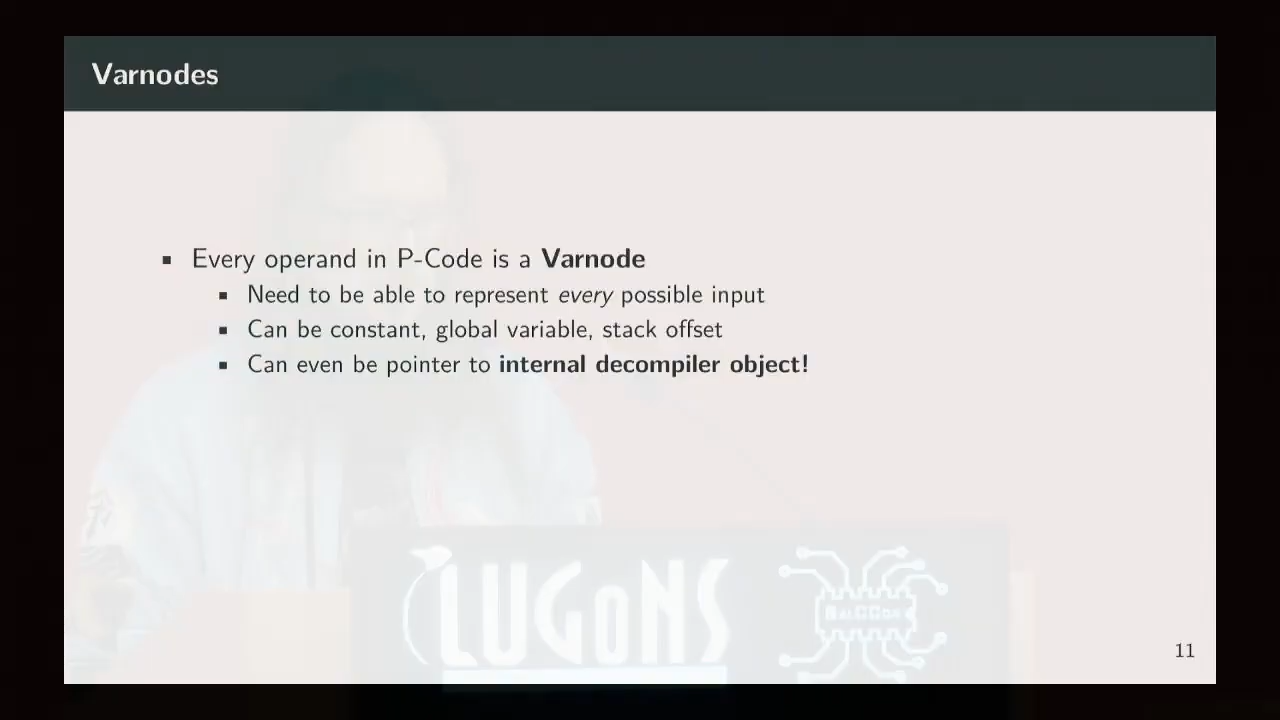 Varnodes
Every operand in P-Code is a Varnode
Need to be able to represent every possible input
Can be constant, global variable, stack offset
Can even be pointer to internal decompiler object!
LUGoNS
BALCCON
11